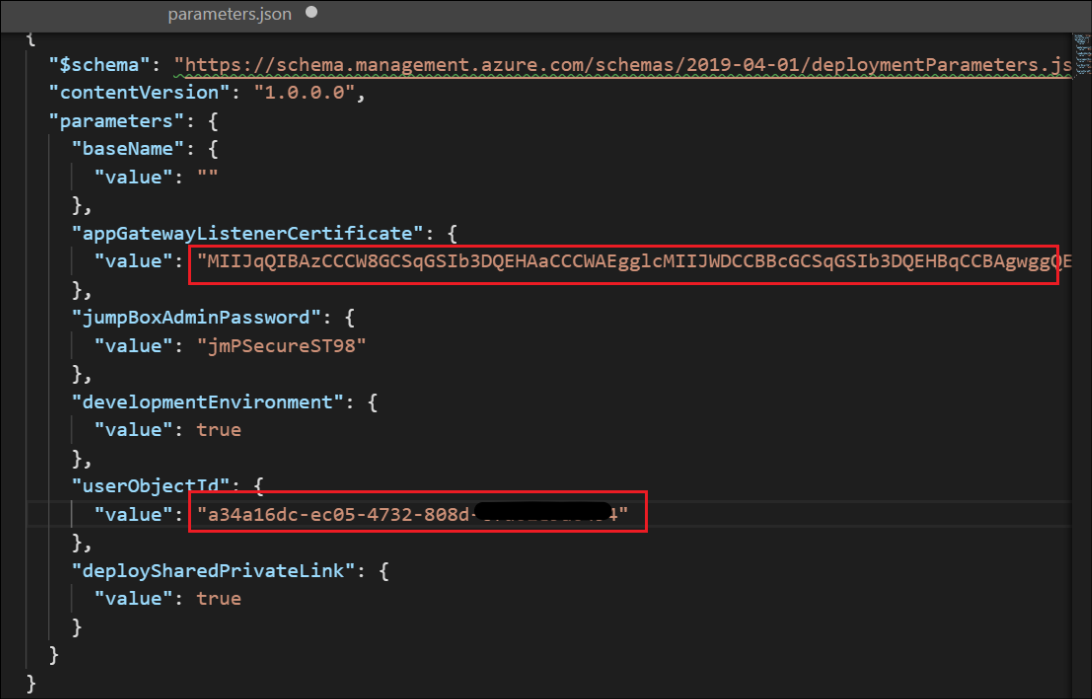 parameters.json
{
"$schema": "https://schema.management.azure.com/schemas/2019-04-01/deploymentParameters.js
"contentVersion": "1.0.0.0",
"parameters": {
"baseName": {
"value": ""
},
"appGatewayListenerCertificate": {
"value": "MIIJqQIBAzCCCW8GCSqGSIb3DQEHAaCCCWAEgglcMIIJWDCCBBcGCSqGSIb3DQEHBqCCBAgwggQE
},
"jumpBoxAdminPassword": {
"value": "jmPSecureST98"
},
"developmentEnvironment": {
"value": true
},
"userObjectId": {
"value": "a34a16dc-ec05-4732-808d-4"
},
"deploySharedPrivateLink": {
"value": true
}
}
}